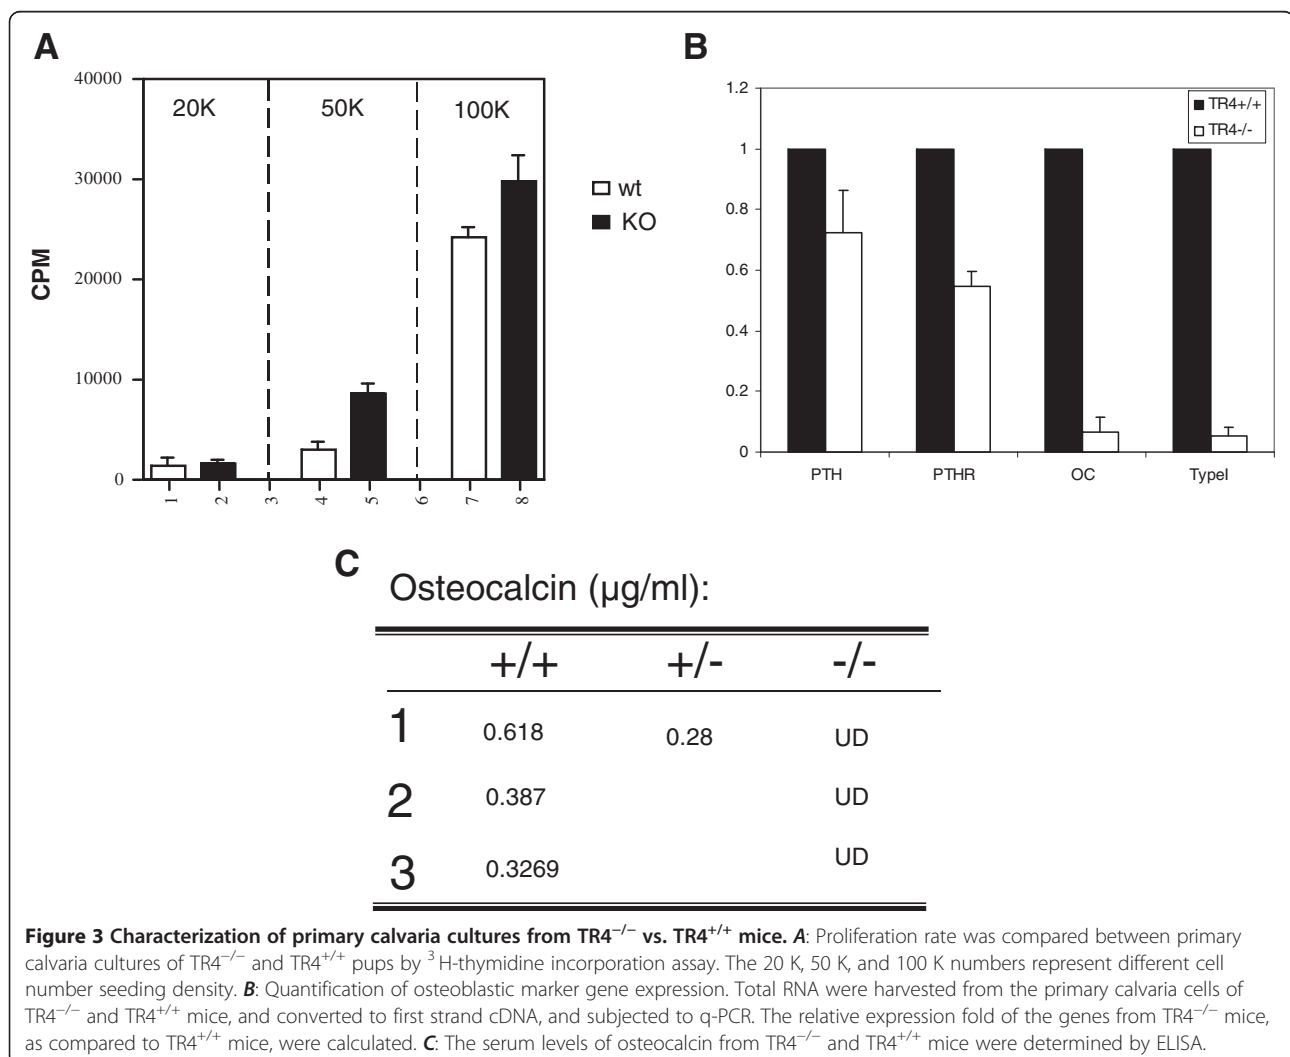 A
40000
30000
20000
10000
0
CPM
20K 50K 100K
1 2 3 4 5 6 7 8
wt
KO
B
1.2
1
0.8
0.6
0.4
0.2
0
TR4+/+
TR4-/-
PTH PTHR OC TypeI
C
Osteocalcin (µg/ml):
+/+ +/- -/-
1 0.618 0.28 UD
2 0.387 UD
3 0.3269 UD
Figure 3 Characterization of primary calvaria cultures from TR4−/− vs. TR4+/+ mice. A: Proliferation rate was compared between primary
calvaria cultures of TR4−/− and TR4+/+ pups by 3H-thymidine incorporation assay. The 20 K, 50 K, and 100 K numbers represent different cell
number seeding density. B: Quantification of osteoblastic marker gene expression. Total RNA were harvested from the primary calvaria cells of
TR4−/− and TR4+/+ mice, and converted to first strand cDNA, and subjected to q-PCR. The relative expression fold of the genes from TR4−/− mice,
as compared to TR4+/+ mice, were calculated. C: The serum levels of osteocalcin from TR4−/− and TR4+/+ mice were determined by ELISA.